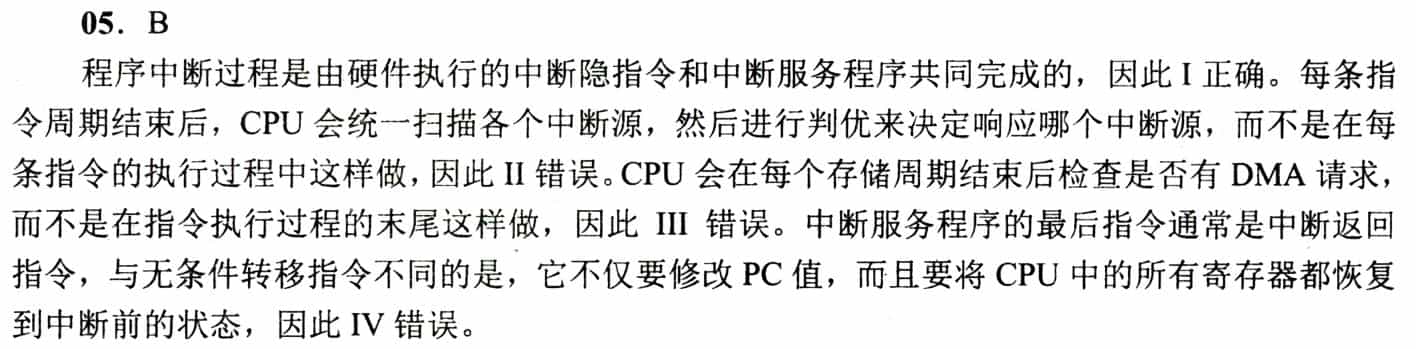 05. B
程序中断过程是由硬件执行的中断隐指令和中断服务程序共同完成的，因此 I 正确。每条指
令周期结束后，CPU 会统一扫描各个中断源，然后进行判优来决定响应哪个中断源，而不是在每
条指令的执行过程中这样做，因此 II 错误。CPU 会在每个存储周期结束后检查是否有 DMA 请求，
而不是在指令执行过程的末尾这样做，因此 III 错误。中断服务程序的最后指令通常是中断返回
指令，与无条件转移指令不同的是，它不仅要修改 PC 值，而且要将 CPU 中的所有寄存器都恢复
到中断前的状态，因此 IV 错误。